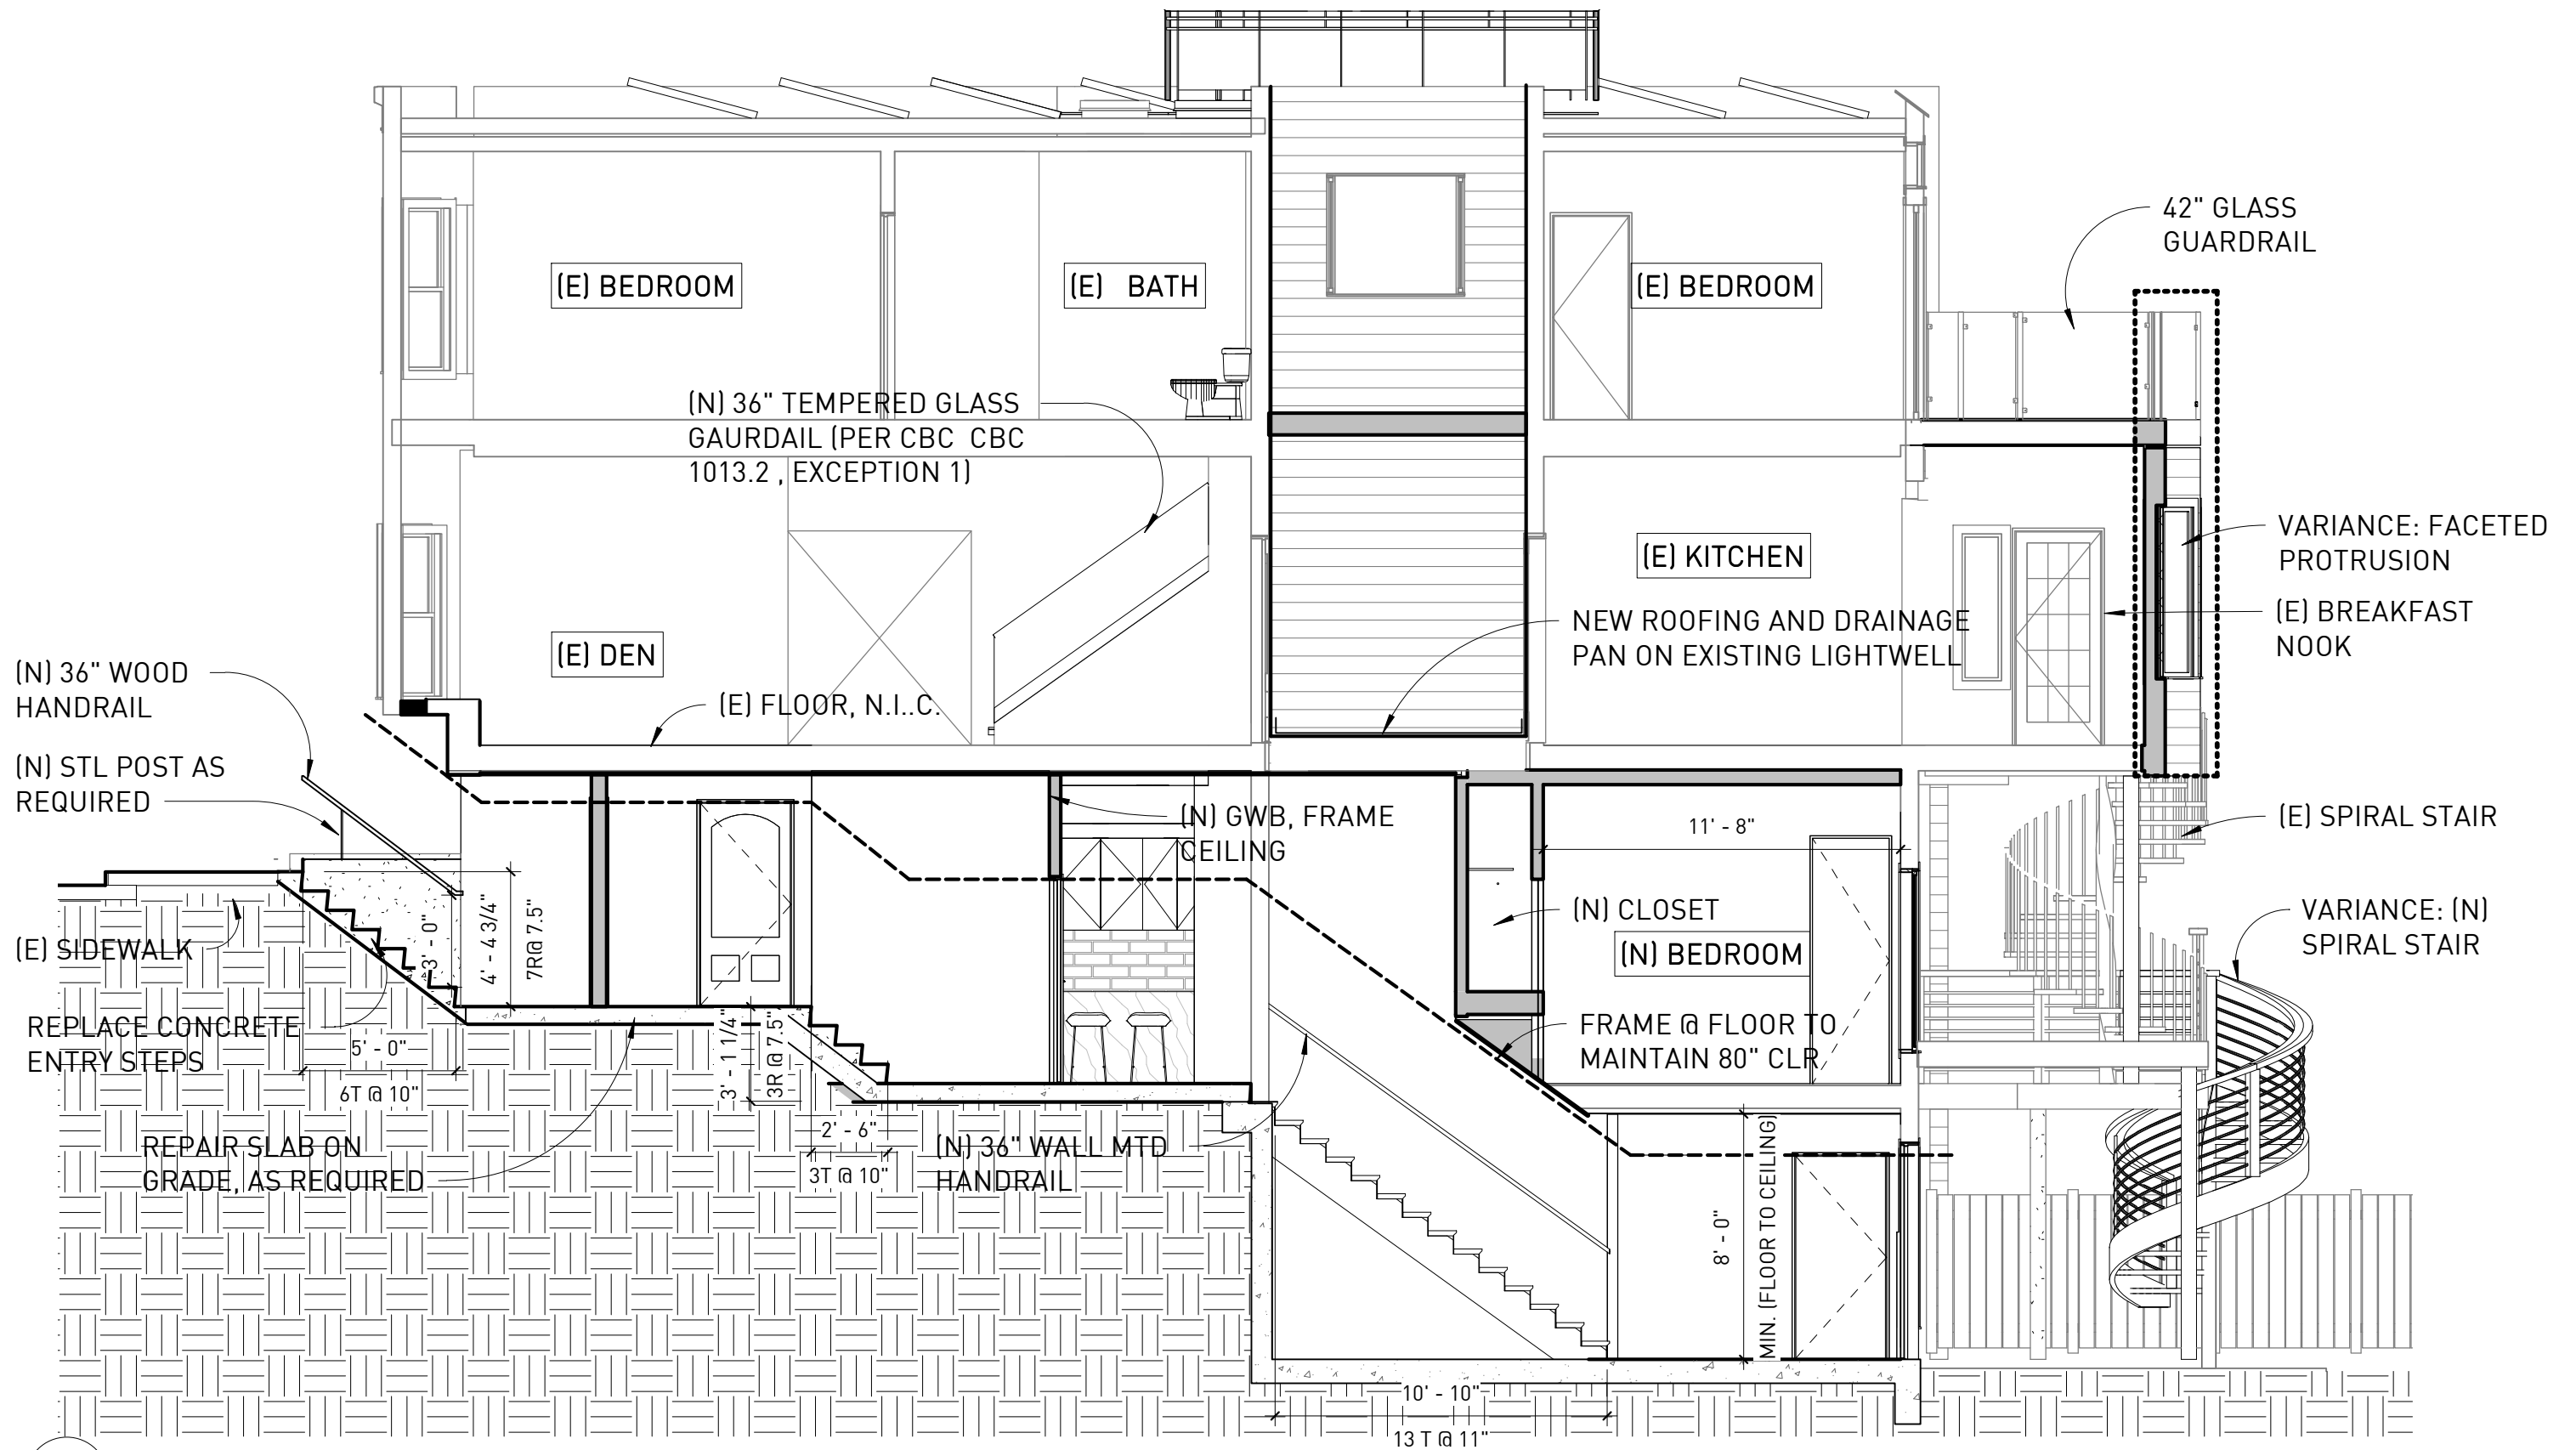 42" GLASS
GUARDRAIL
(E) BEDROOM
(E) BATH
(E) BEDROOM
(N) 36" TEMPERED GLASS
GAURDAIL (PER CBC CBC
1013.2 , EXCEPTION 1)
VARIANCE: FACETED
PROTRUSION
(E) KITCHEN
(E) BREAKFAST
NOOK
NEW ROOFING AND DRAINAGE
PAN ON EXISTING LIGHTWELL
(E) DEN
(N) 36" WOOD
HANDRAIL
(E) FLOOR, N.I..C.
(N) STL POST AS
REQUIRED
(N) GWB, FRAME
CEILING
11' - 8"
(E) SPIRAL STAIR
(N) CLOSET
VARIANCE: (N)
SPIRAL STAIR
(E) SIDEWALK
3' - 0"
4' - 4 3/4"
7R@ 7.5"
(N) BEDROOM
REPLACE CONCRETE
ENTRY STEPS
5' - 0"
6T @ 10"
3' - 1 1/4"
3R @ 7.5"
FRAME @ FLOOR TO
MAINTAIN 80" CLR
2' - 6"
3T @ 10"
REPAIR SLAB ON
GRADE, AS REQUIRED
(N) 36" WALL MTD
HANDRAIL
8' - 0"
MIN. (FLOOR TO CEILING)
10' - 10"
13 T @ 11"